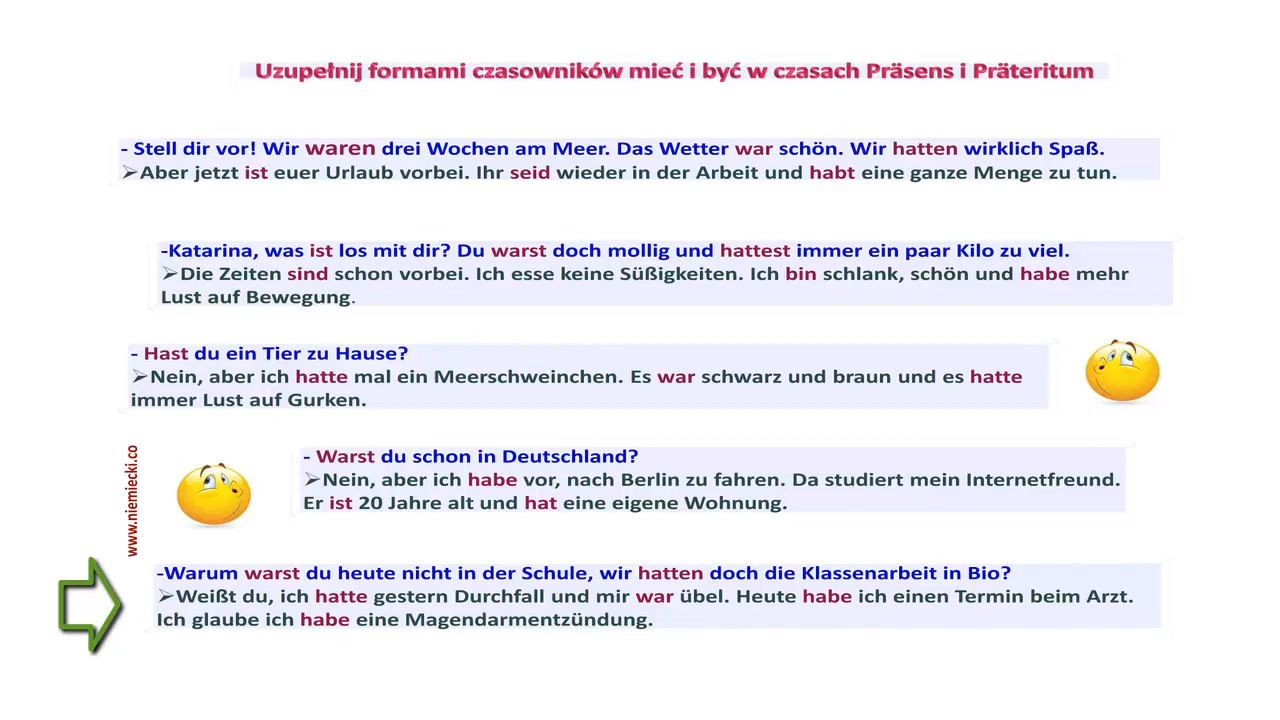 Uzupełnij formami czasowników mieć i być w czasach Präsens i Präteritum
- Stell dir vor! Wir waren drei Wochen am Meer. Das Wetter war schön. Wir hatten wirklich Spaß.
➢Aber jetzt ist euer Urlaub vorbei. Ihr seid wieder in der Arbeit und habt eine ganze Menge zu tun.
-Katarina, was ist los mit dir? Du warst doch mollig und hattest immer ein paar Kilo zu viel.
➢Die Zeiten sind schon vorbei. Ich esse keine Süßigkeiten. Ich bin schlank, schön und habe mehr
Lust auf Bewegung.
- Hast du ein Tier zu Hause?
➢Nein, aber ich hatte mal ein Meerschweinchen. Es war schwarz und braun und es hatte
immer Lust auf Gurken.
- Warst du schon in Deutschland?
➢Nein, aber ich habe vor, nach Berlin zu fahren. Da studiert mein Internetfreund.
Er ist 20 Jahre alt und hat eine eigene Wohnung.
www.niemiecki.co
-Warum warst du heute nicht in der Schule, wir hatten doch die Klassenarbeit in Bio?
➢Weißt du, ich hatte gestern Durchfall und mir war übel. Heute habe ich einen Termin beim Arzt.
Ich glaube ich habe eine Magendarmentzündung.